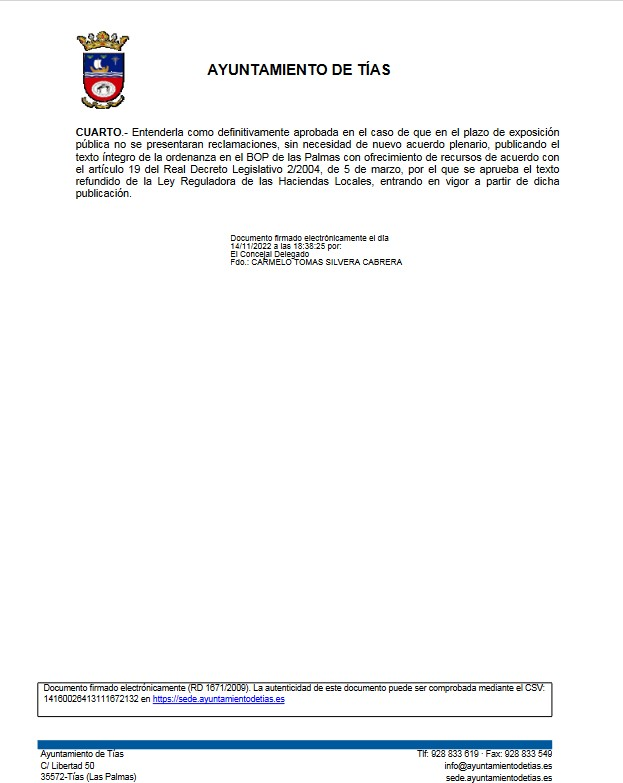 AYUNTAMIENTO DE TÍAS
CUARTO.- Entenderla como definitivamente aprobada en el caso de que en el plazo de exposición
pública no se presentaran reclamaciones, sin necesidad de nuevo acuerdo plenario, publicando el
texto íntegro de la ordenanza en el BOP de las Palmas con ofrecimiento de recursos de acuerdo con
el artículo 19 del Real Decreto Legislativo 2/2004, de 5 de marzo, por el que se aprueba el texto
refundido de la Ley Reguladora de las Haciendas Locales, entrando en vigor a partir de dicha
publicación.
Documento firmado electrónicamente el día
14/11/2022 a las 18:38:25 por:
El Concejal Delegado
Fdo.: CARMELO TOMAS SILVERA CABRERA
Documento firmado electrónicamente (RD 1671/2009). La autenticidad de este documento puede ser comprobada mediante el CSV:
14160026413111672132 en https://sede.ayuntamientodetias.es
Ayuntamiento de Tías
C/ Libertad 50
35572-Tías (Las Palmas)
Tlf: 928 833 619 · Fax: 928 833 549
info@ayuntamientodetias.es
sede.ayuntamientodetias.es